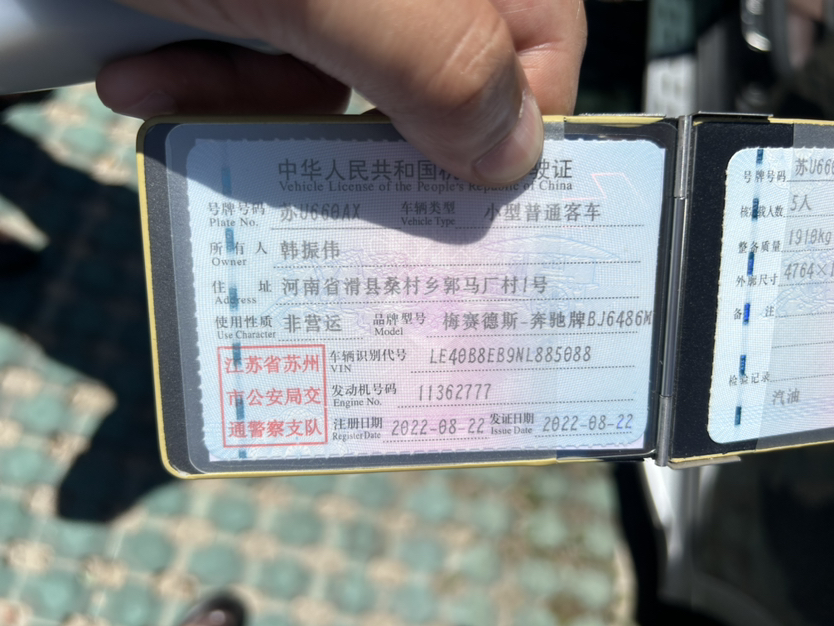 中华人民共和国机 驶证
Vehicle License of the People's Republic of China
号牌号码 苏U660AX 车辆类型 小型普通客车
Plate No. Vehicle Type
所有人 韩振伟
Owner
住址 河南省滑县桑村乡郭马厂村1号
Address
使用性质 非营运 品牌型号 梅赛德斯-奔驰牌BJ6486M
Use Character Model
江苏省苏州
市公安局交
通警察支队
车辆识别代号 LE40B8EB9NL885088
VIN
发动机号码 11362777
Engine No.
注册日期 2022-08-22 发证日期 2022-08-22
Register Date Issue Date
号牌号码 苏U660
核定载人数 5人
整备质量 1918kg
外廓尺寸 4764×
备注
检验记录
汽油